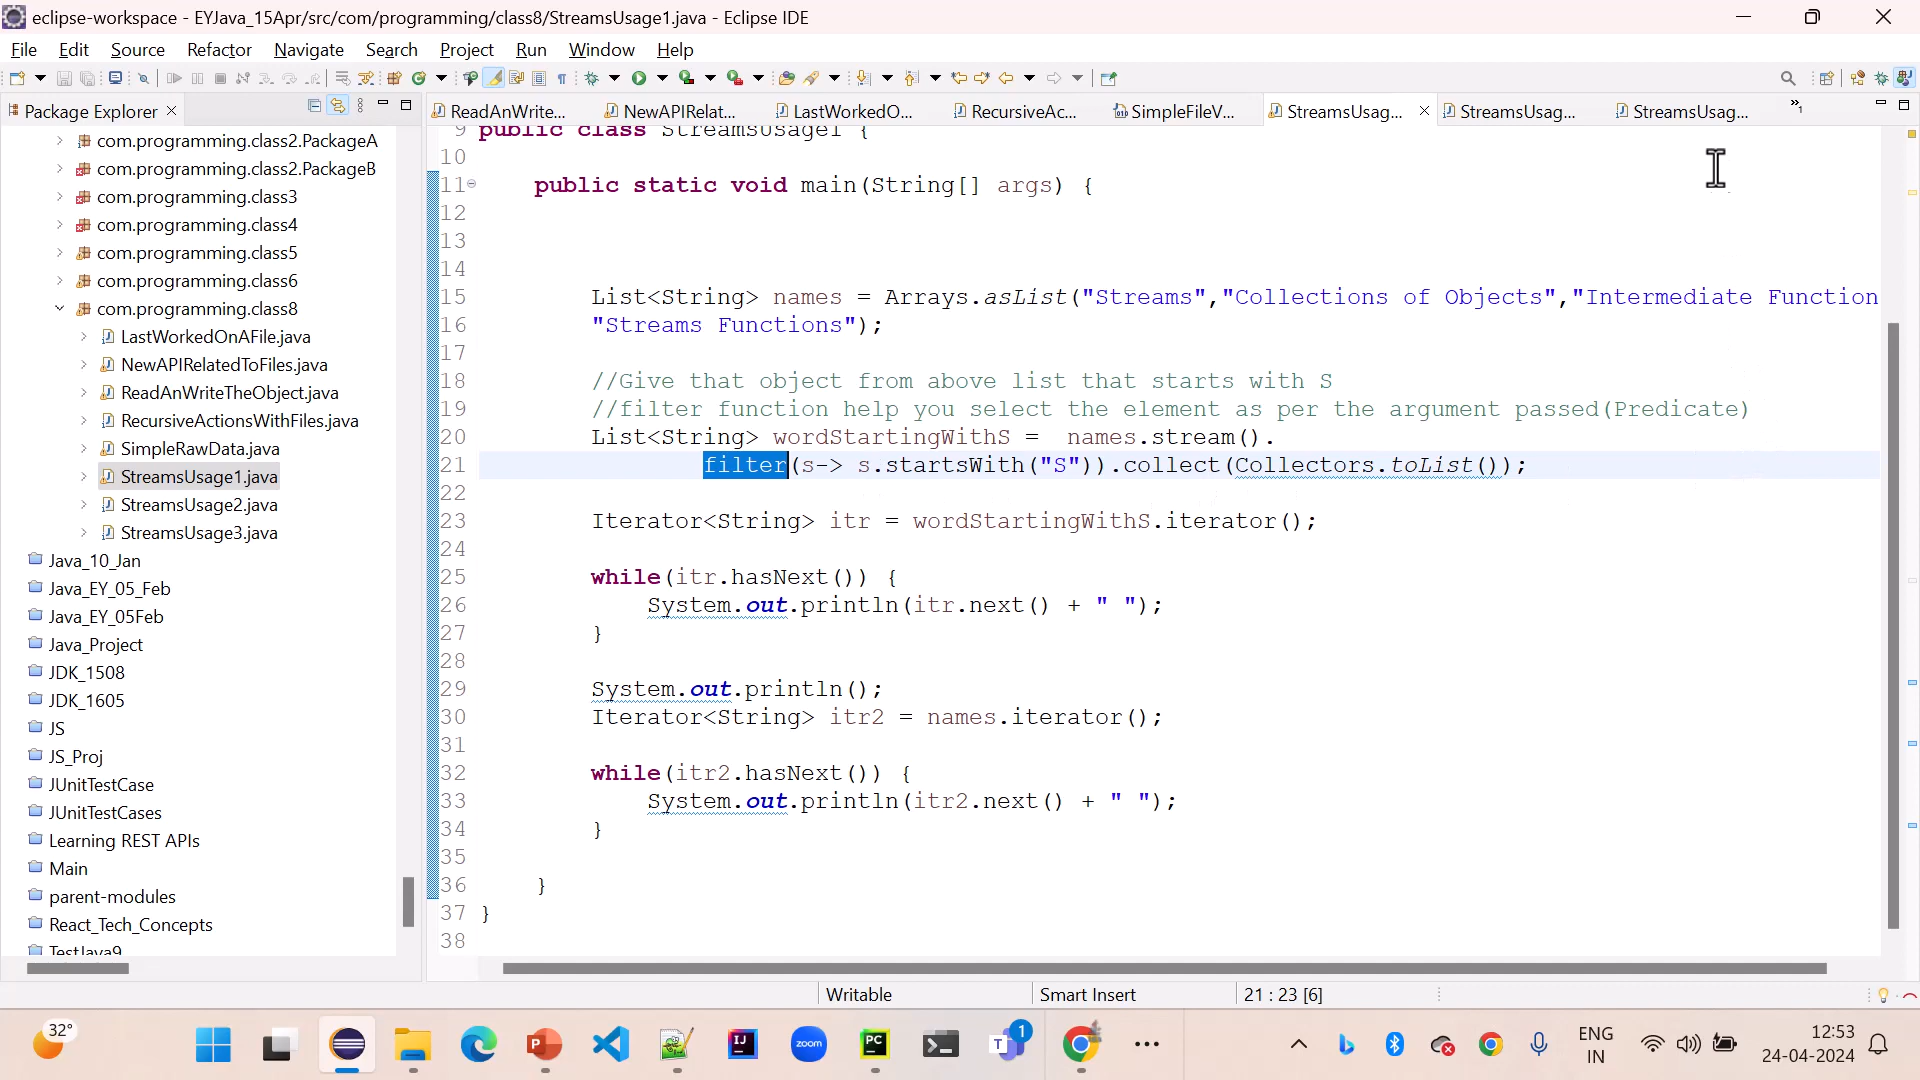 eclipse-workspace - EYJava_15Apr/src/com/programming/class8/StreamsUsage1.java - Eclipse IDE
File Edit Source Refactor Navigate Search Project Run Window Help
Package Explorer
ReadAnWrite... NewAPIRelat... LastWorkedO... RecursiveAc... SimpleFileV... StreamsUsag... StreamsUsag... StreamsUsag... »1
com.programming.class2.PackageA
com.programming.class2.PackageB
com.programming.class3
com.programming.class4
com.programming.class5
com.programming.class6
com.programming.class8
LastWorkedOnAFile.java
NewAPIRelatedToFiles.java
ReadAnWriteTheObject.java
RecursiveActionsWithFiles.java
SimpleRawData.java
StreamsUsage1.java
StreamsUsage2.java
StreamsUsage3.java
Java_10_Jan
Java_EY_05_Feb
Java_EY_05Feb
Java_Project
JDK_1508
JDK_1605
JS
JS_Proj
JUnitTestCase
JUnitTestCases
Learning REST APIs
Main
parent-modules
React_Tech_Concepts
TestJava9
9 public class StreamsUsage1 {
10
11 public static void main(String[] args) {
12
13
14
15 List<String> names = Arrays.asList("Streams","Collections of Objects","Intermediate Function
16 "Streams Functions");
17
18 //Give that object from above list that starts with S
19 //filter function help you select the element as per the argument passed(Predicate)
20 List<String> wordStartingWithS = names.stream().
21 filter(s-> s.startsWith("S")).collect(Collectors.toList());
22
23 Iterator<String> itr = wordStartingWithS.iterator();
24
25 while(itr.hasNext()) {
26 System.out.println(itr.next() + " ");
27 }
28
29 System.out.println();
30 Iterator<String> itr2 = names.iterator();
31
32 while(itr2.hasNext()) {
33 System.out.println(itr2.next() + " ");
34 }
35
36 }
37 }
38
Writable Smart Insert 21 : 23 [6]
32°
IJ
zoom
PC
T
1
ENG
IN
12:53
24-04-2024